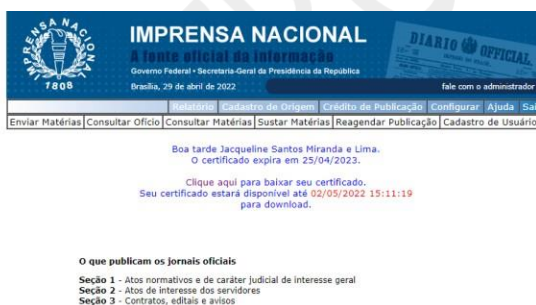 IMPRENSA NACIONAL
A fonte oficial da informação
Governo Federal • Secretaria-Geral da Presidência da República
IMPRENSA NACIONAL
1808
DIARIO OFFICIAL
Brasília, 29 de abril de 2022
fale com o administrador
Relatório Cadastro de Origem Crédito de Publicação Configurar Ajuda Sai
Enviar Matérias Consultar Ofício Consultar Matérias Sustar Matérias Reagendar Publicação Cadastro de Usuário
Boa tarde Jacqueline Santos Miranda e Lima.
O certificado expira em 25/04/2023.
Clique aqui para baixar seu certificado.
Seu certificado estará disponível até 02/05/2022 15:11:19
para download.
O que publicam os jornais oficiais
Seção 1 - Atos normativos e de caráter judicial de interesse geral
Seção 2 - Atos de interesse dos servidores
Seção 3 - Contratos, editais e avisos